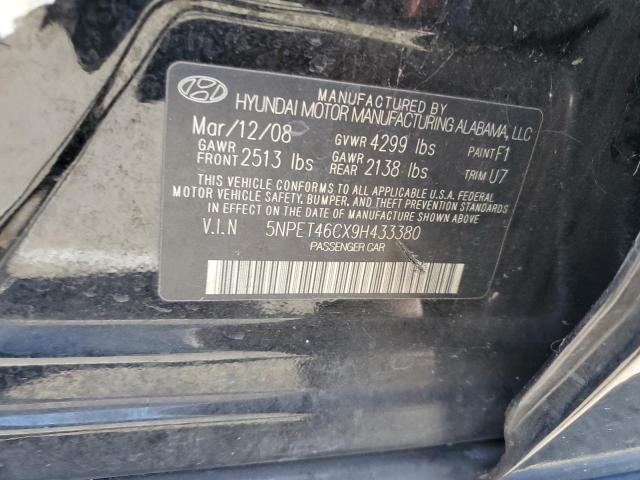 MANUFACTURED BY
HYUNDAI MOTOR MANUFACTURING ALABAMA, LLC
Mar/12/08 GVWR 4299 lbs PAINT F1
GAWR FRONT 2513 lbs GAWR REAR 2138 lbs TRIM U7
THIS VEHICLE CONFORMS TO ALL APPLICABLE U.S.A. FEDERAL
MOTOR VEHICLE SAFETY, BUMPER, AND THEFT PREVENTION STANDARDS
IN EFFECT ON THE DATE OF MANUFACTURE SHOWN ABOVE.
V.I.N 5NPET46CX9H433380
PASSENGER CAR